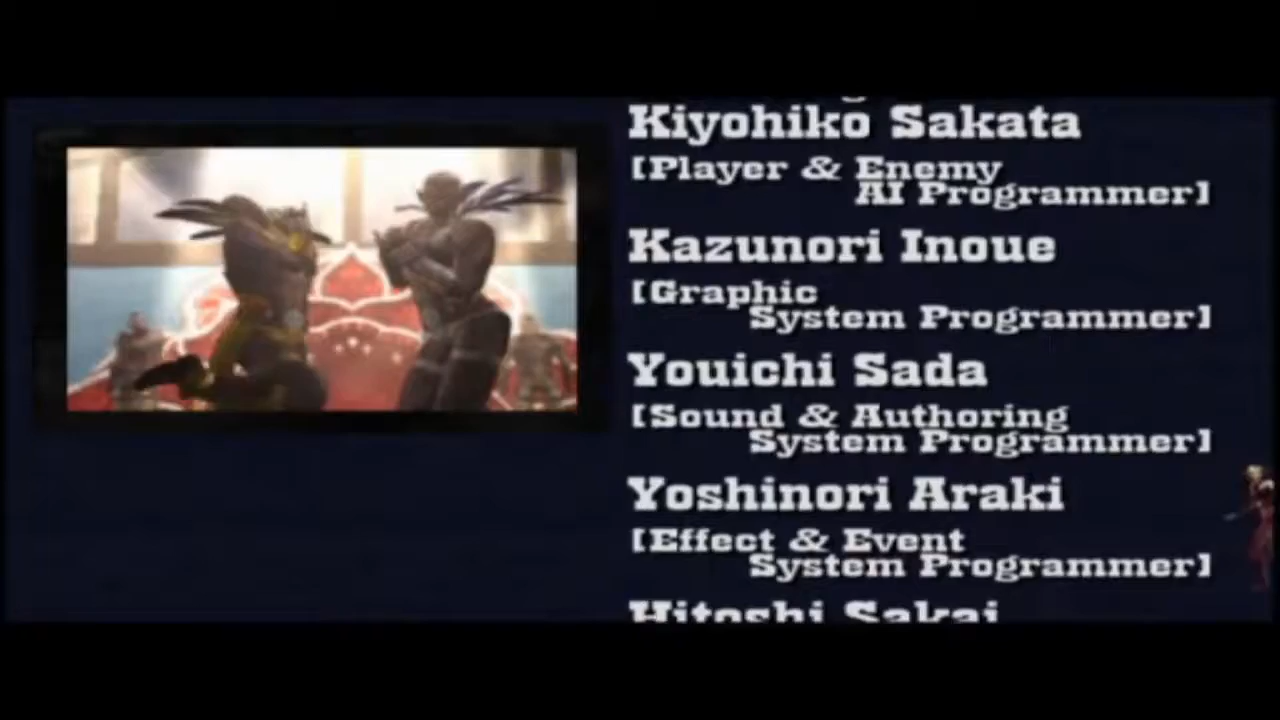 Kiyohiko Sakata
[Player & Enemy
AI Programmer]
Kazunori Inoue
[Graphic
System Programmer]
Youichi Sada
[Sound & Authoring
System Programmer]
Yoshinori Araki
[Effect & Event
System Programmer]
Hitoshi Sakai